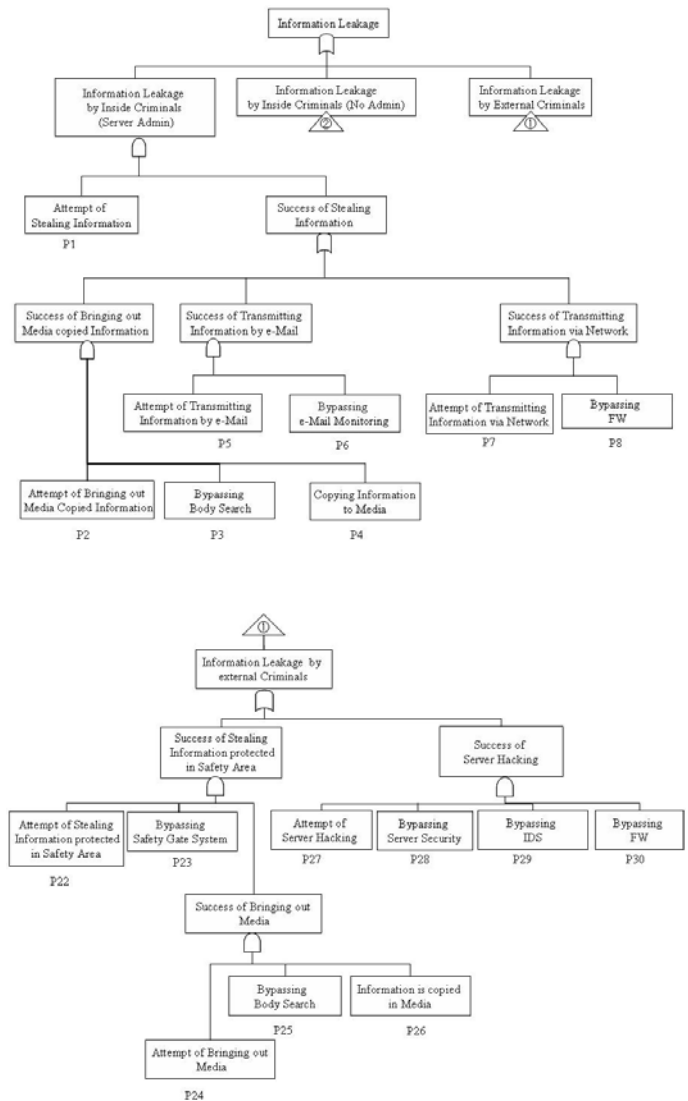 Information Leakage
Information Leakage
by Inside Criminals
(Server Admin)
Information Leakage
by Inside Criminals (No Admin)
②
Information Leakage
by External Criminals
①
Attempt of
Stealing Information
P1
Success of Stealing
Information
Success of Bringing out
Media copied Information
Success of Transmitting
Information by e-Mail
Success of Transmitting
Information via Network
Attempt of Transmitting
Information by e-Mail
P5
Bypassing
e-Mail Monitoring
P6
Attempt of Transmitting
Information via Network
P7
Bypassing
FW
P8
Attempt of Bringing out
Media Copied Information
P2
Bypassing
Body Search
P3
Copying Information
to Media
P4
①
Information Leakage by
external Criminals
Success of Stealing
Information protected
in Safety Area
Success of
Server Hacking
Attempt of Stealing
Information protected
in Safety Area
P22
Bypassing
Safety Gate System
P23
Attempt of
Server Hacking
P27
Bypassing
Server Security
P28
Bypassing
IDS
P29
Bypassing
FW
P30
Success of Bringing out
Media
Bypassing
Body Search
P25
Information is copied
in Media
P26
Attempt of Bringing out
Media
P24